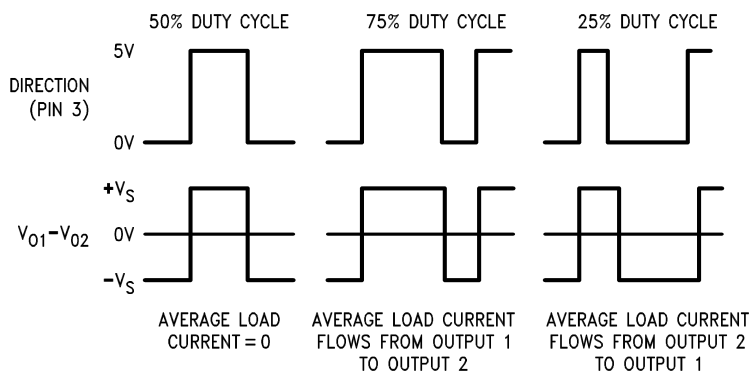 50% DUTY CYCLE
75% DUTY CYCLE
25% DUTY CYCLE
5V
DIRECTION
(PIN 3)
0V
+VS
VO1-VO2
0V
-VS
AVERAGE LOAD
CURRENT = 0
AVERAGE LOAD CURRENT
FLOWS FROM OUTPUT 1
TO OUTPUT 2
AVERAGE LOAD CURRENT
FLOWS FROM OUTPUT 2
TO OUTPUT 1